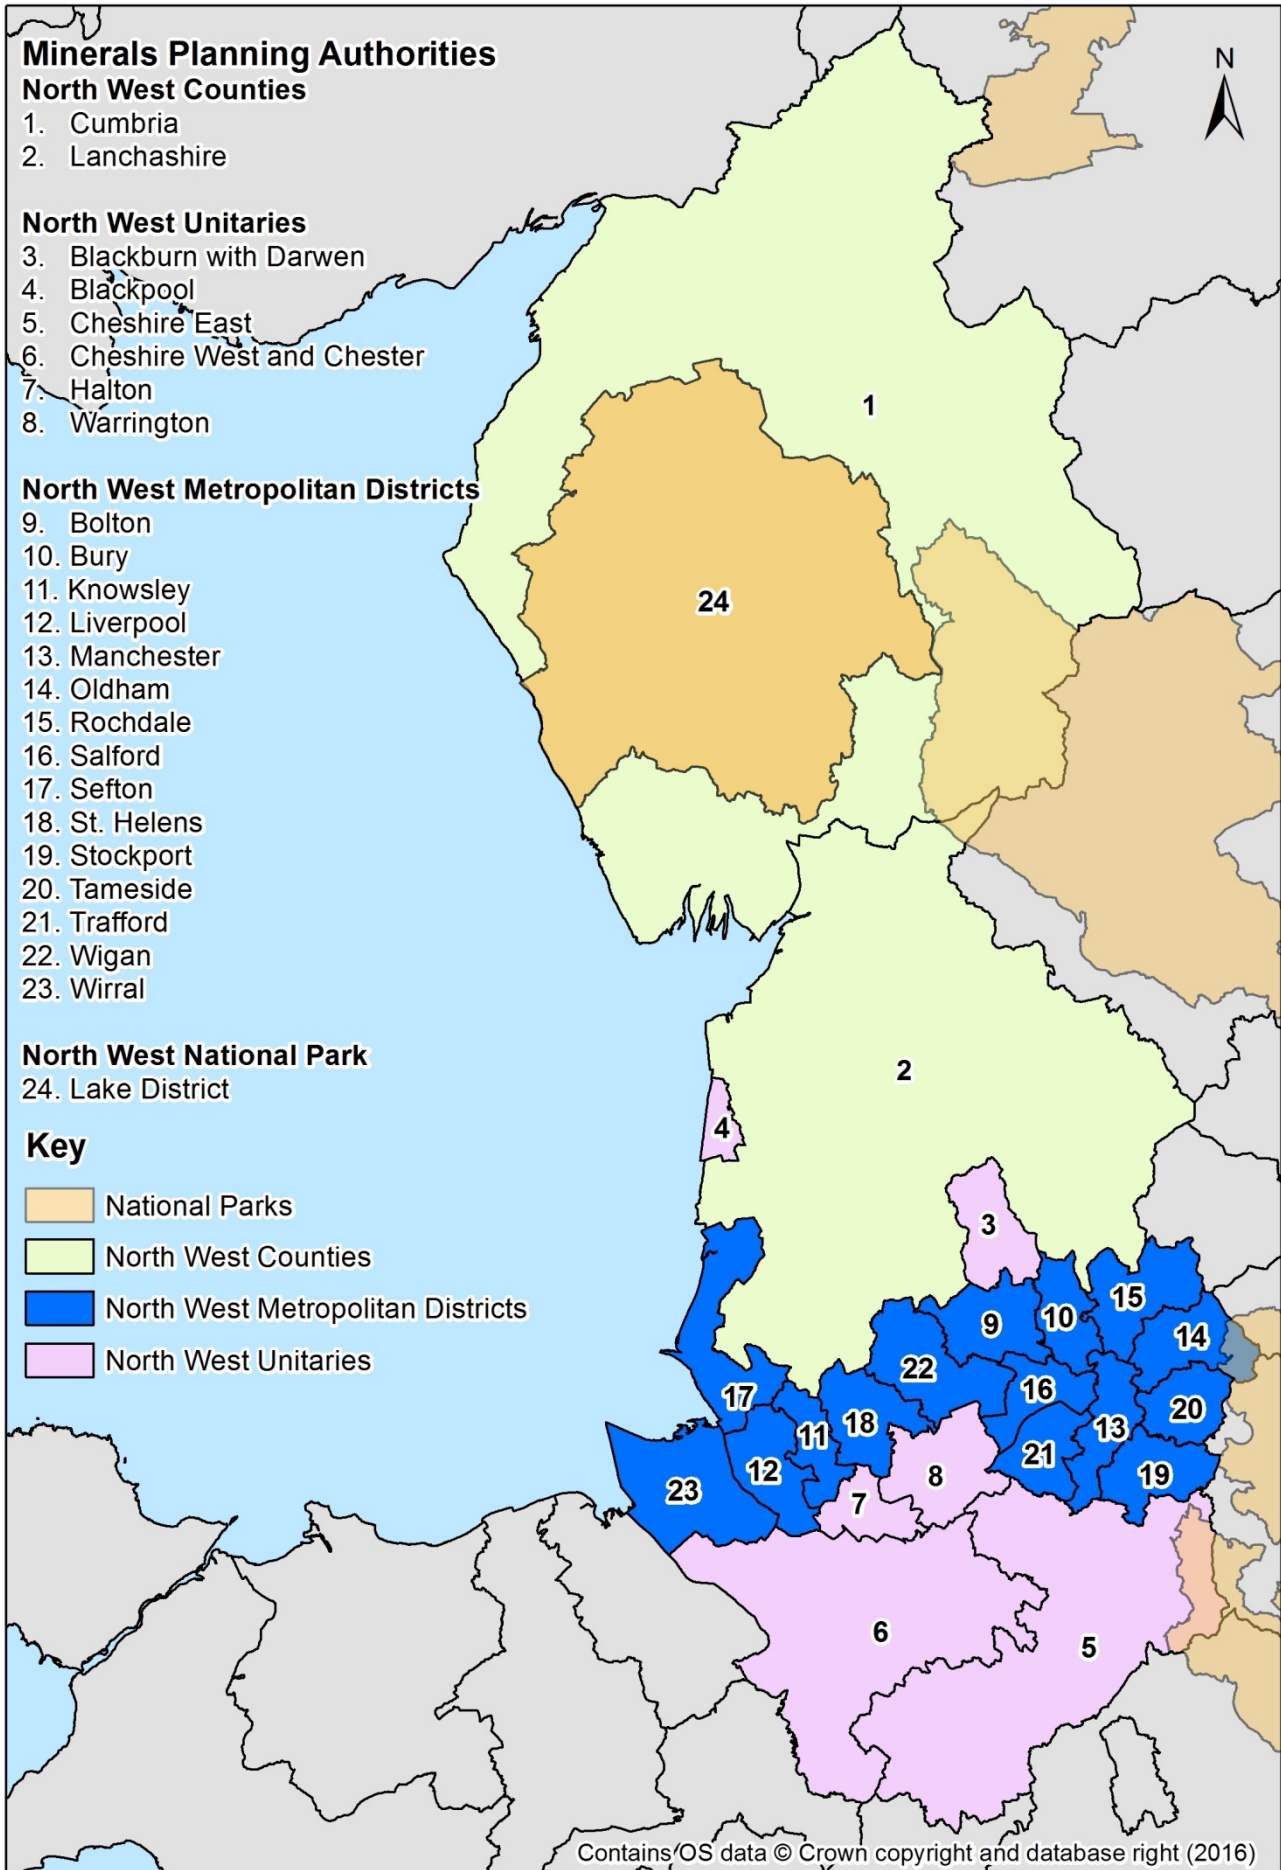 Minerals Planning Authorities
North West Counties
1. Cumbria
2. Lanchashire
North West Unitaries
3. Blackburn with Darwen
4. Blackpool
5. Cheshire East
6. Cheshire West and Chester
7. Halton
8. Warrington
North West Metropolitan Districts
9. Bolton
10. Bury
11. Knowsley
12. Liverpool
13. Manchester
14. Oldham
15. Rochdale
16. Salford
17. Sefton
18. St. Helens
19. Stockport
20. Tameside
21. Trafford
22. Wigan
23. Wirral
North West National Park
24. Lake District
Key
National Parks
North West Counties
North West Metropolitan Districts
North West Unitaries
N
1
24
2
4
3
15
10
9
14
22
16
17
20
11
18
13
21
12
8
19
23
7
6
5
Contains OS data © Crown copyright and database right (2016)